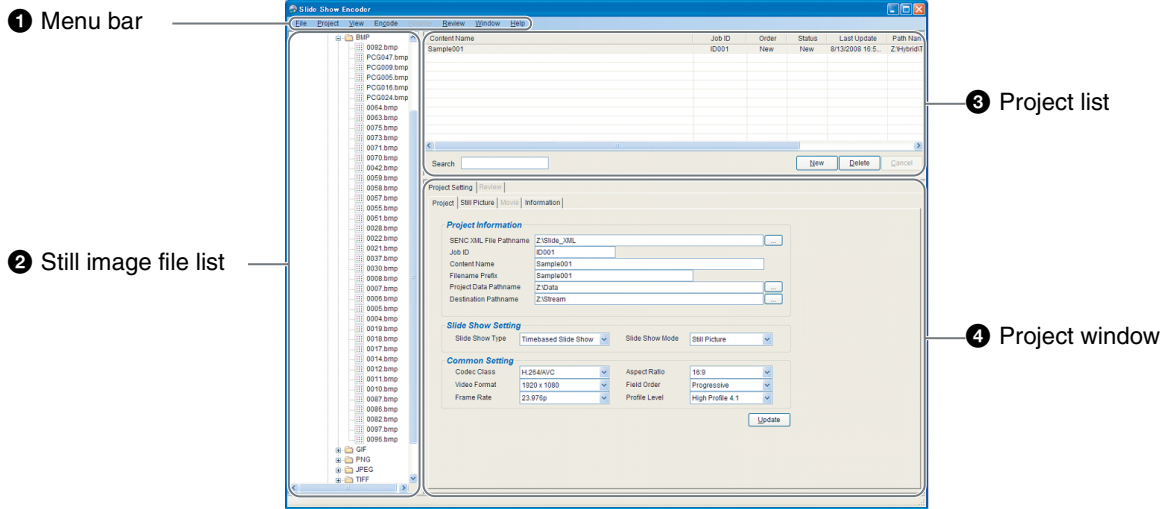 ❶ Menu bar
❷ Still image file list
❸ Project list
❹ Project window
Slide Show Encoder
File Project View Encode Review Window Help
BMP
0092.bmp
PCG047.bmp
PCG009.bmp
PCG005.bmp
PCG016.bmp
PCG024.bmp
0064.bmp
0063.bmp
0075.bmp
0073.bmp
0071.bmp
0070.bmp
0042.bmp
0059.bmp
0058.bmp
0057.bmp
0055.bmp
0051.bmp
0028.bmp
0022.bmp
0021.bmp
0037.bmp
0030.bmp
0008.bmp
0007.bmp
0006.bmp
0005.bmp
0004.bmp
0019.bmp
0018.bmp
0017.bmp
0014.bmp
0012.bmp
0011.bmp
0010.bmp
0087.bmp
0086.bmp
0082.bmp
0097.bmp
0096.bmp
GIF
PNG
JPEG
TIFF
Content Name Job ID Order Status Last Update Path Nan
Sample001 ID001 New New 8/13/2008 16:5... Z:\Hybrid\T
Search New Delete Cancel
Project Setting Review
Project Still Picture Movie Information
Project Information
SENC XML File Pathname Z:\Slide_XML ...
Job ID ID001
Content Name Sample001
Filename Prefix Sample001
Project Data Pathname Z:\Data ...
Destination Pathname Z:\Stream ...
Slide Show Setting
Slide Show Type Timebased Slide Show Slide Show Mode Still Picture
Common Setting
Codec Class H.264/AVC Aspect Ratio 16:9
Video Format 1920 x 1080 Field Order Progressive
Frame Rate 23.976p Profile Level High Profile 4.1
Update